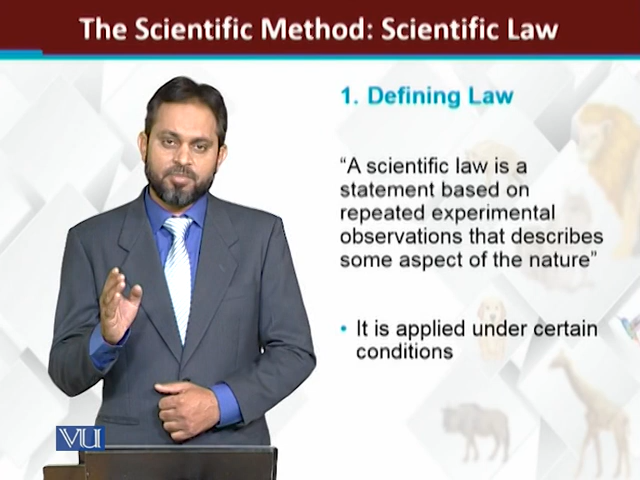 The Scientific Method: Scientific Law
1. Defining Law
“A scientific law is a
statement based on
repeated experimental
observations that describes
some aspect of the nature”
• It is applied under certain
conditions
VU